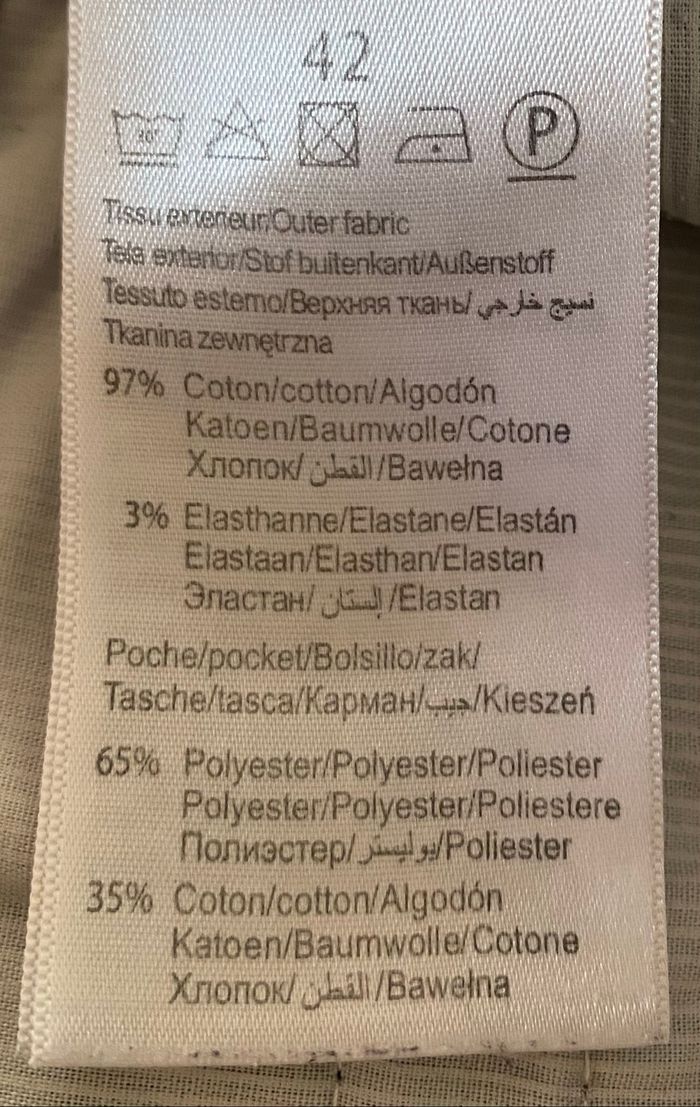 42
30°
P
Tissu exterieur/Outer fabric
Tela exterior/Stof buitenkant/Außenstoff
Tessuto esterno/Верхняя ткань/ نسيج خارجي
Tkanina zewnętrzna
97% Coton/cotton/Algodón
Katoen/Baumwolle/Cotone
Хлопок/ القطن /Bawełna
3% Elasthanne/Elastane/Elastán
Elastaan/Elasthan/Elastan
Эластан/ إلستان /Elastan
Poche/pocket/Bolsillo/zak/
Tasche/tasca/Карман/جيب/Kieszeń
65% Polyester/Polyester/Poliester
Polyester/Polyester/Poliestere
Полиэстер/ بوليستر/Poliester
35% Coton/cotton/Algodón
Katoen/Baumwolle/Cotone
Хлопок/ القطن /Bawełna